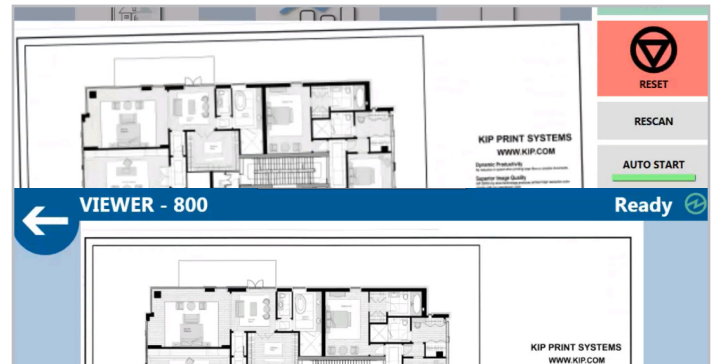 RESET
RESCAN
AUTO START
KIP PRINT SYSTEMS
WWW.KIP.COM
Dynamic Productivity
Superior Image Quality
VIEWER - 800
Ready
KIP PRINT SYSTEMS
WWW.KIP.COM